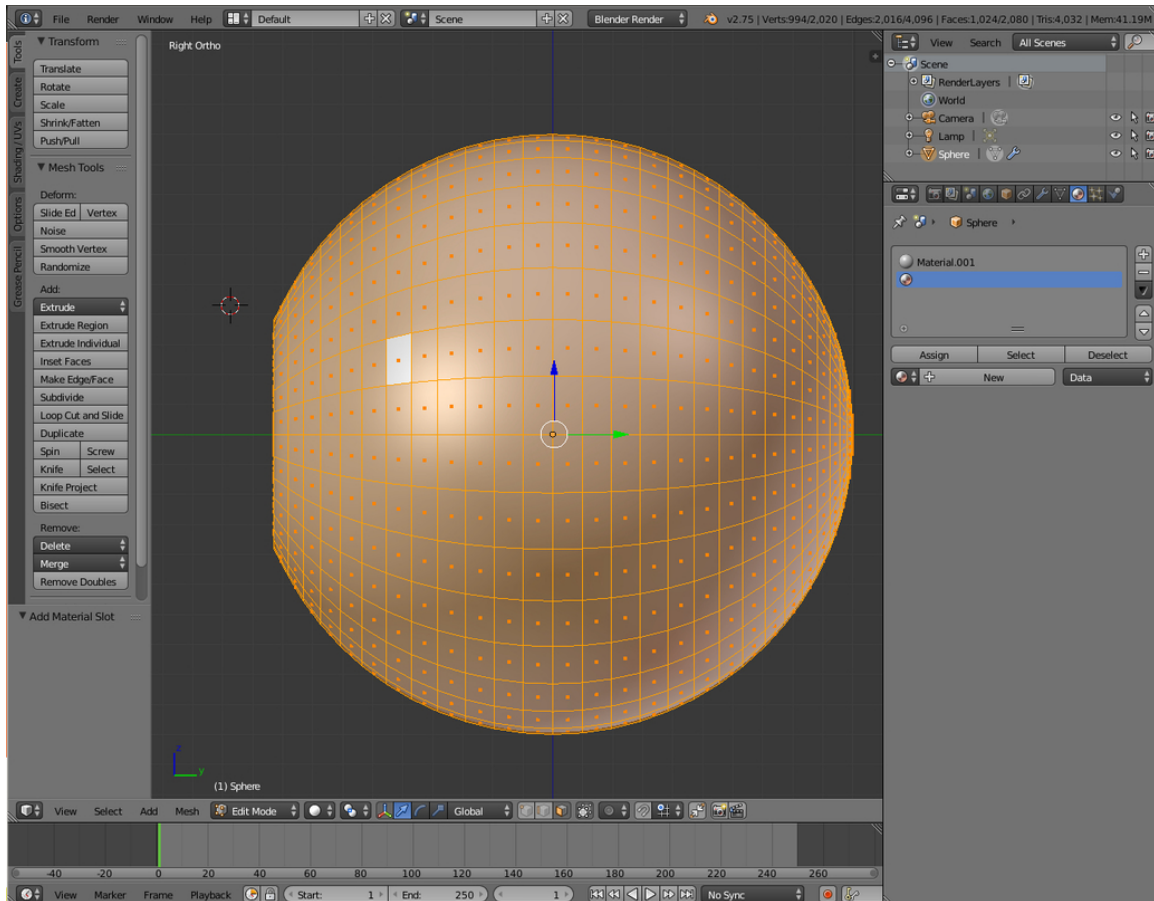 File Render Window Help Default Scene Blender Render v2.75 | Verts:994/2,020 | Edges:2,016/4,096 | Faces:1,024/2,080 | Tris:4,032 | Mem:41.19M
Tools
Create
Shading / UVs
Options
Grease Pencil
Transform
Translate
Rotate
Scale
Shrink/Fatten
Push/Pull
Mesh Tools
Deform:
Slide Ed Vertex
Noise
Smooth Vertex
Randomize
Add:
Extrude
Extrude Region
Extrude Individual
Inset Faces
Make Edge/Face
Subdivide
Loop Cut and Slide
Duplicate
Spin Screw
Knife Select
Knife Project
Bisect
Remove:
Delete
Merge
Remove Doubles
Add Material Slot
Right Ortho
z
y
(1) Sphere
View Search All Scenes
Scene
RenderLayers |
World
Camera |
Lamp |
Sphere |
Sphere
Material.001
Assign Select Deselect
New Data
View Select Add Mesh Edit Mode Global
-40 -20 0 20 40 60 80 100 120 140 160 180 200 220 240 260
View Marker Frame Playback Start: 1 End: 250 1 No Sync